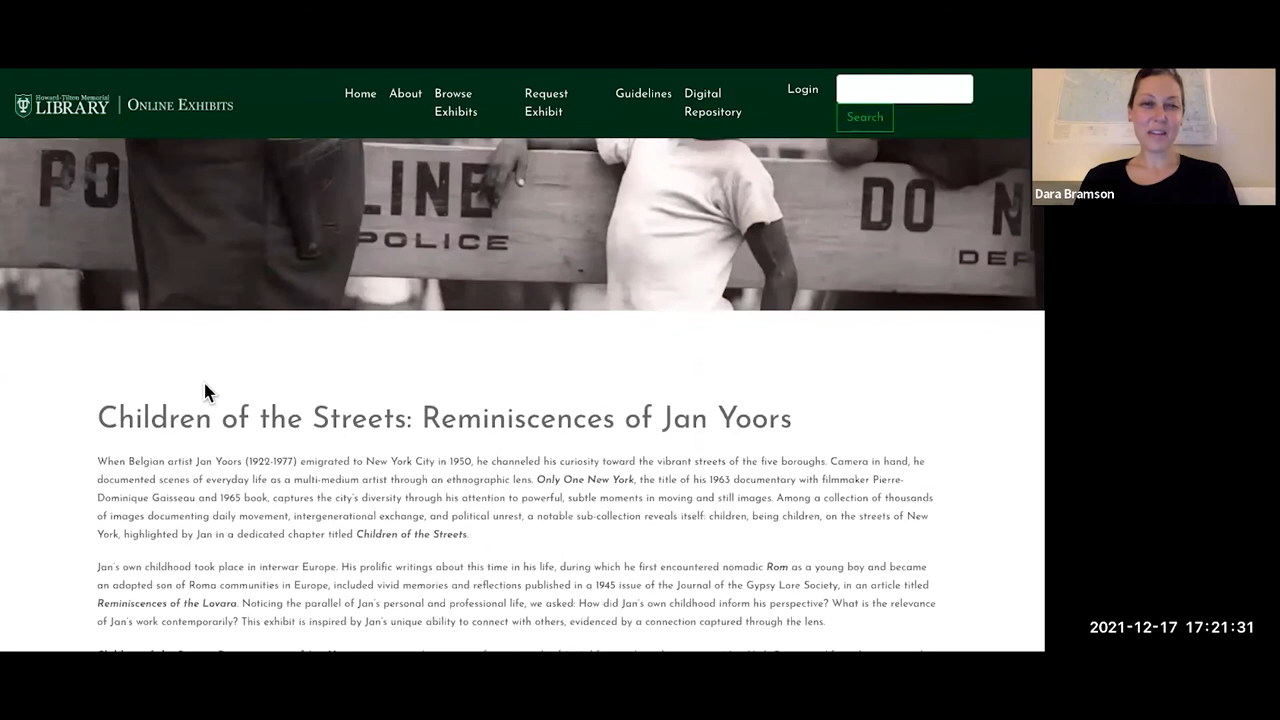 Howard-Tilton Memorial
LIBRARY | ONLINE EXHIBITS
Home About Browse Exhibits Request Exhibit Guidelines Digital Repository Login
Search
Dara Bramson
PO LINE DO N
POLICE DEP
Children of the Streets: Reminiscences of Jan Yoors
When Belgian artist Jan Yoors (1922-1977) emigrated to New York City in 1950, he channeled his curiosity toward the vibrant streets of the five boroughs. Camera in hand, he
documented scenes of everyday life as a multi-medium artist through an ethnographic lens. Only One New York, the title of his 1963 documentary with filmmaker Pierre-
Dominique Gaisseau and 1965 book, captures the city's diversity through his attention to powerful, subtle moments in moving and still images. Among a collection of thousands
of images documenting daily movement, intergenerational exchange, and political unrest, a notable sub-collection reveals itself: children, being children, on the streets of New
York, highlighted by Jan in a dedicated chapter titled Children of the Streets.
Jan's own childhood took place in interwar Europe. His prolific writings about this time in his life, during which he first encountered nomadic Rom as a young boy and became
an adopted son of Roma communities in Europe, included vivid memories and reflections published in a 1945 issue of the Journal of the Gypsy Lore Society, in an article titled
Reminiscences of the Lovara. Noticing the parallel of Jan's personal and professional life, we asked: How did Jan's own childhood inform his perspective? What is the relevance
of Jan's work contemporarily? This exhibit is inspired by Jan's unique ability to connect with others, evidenced by a connection captured through the lens.
2021-12-17 17:21:31